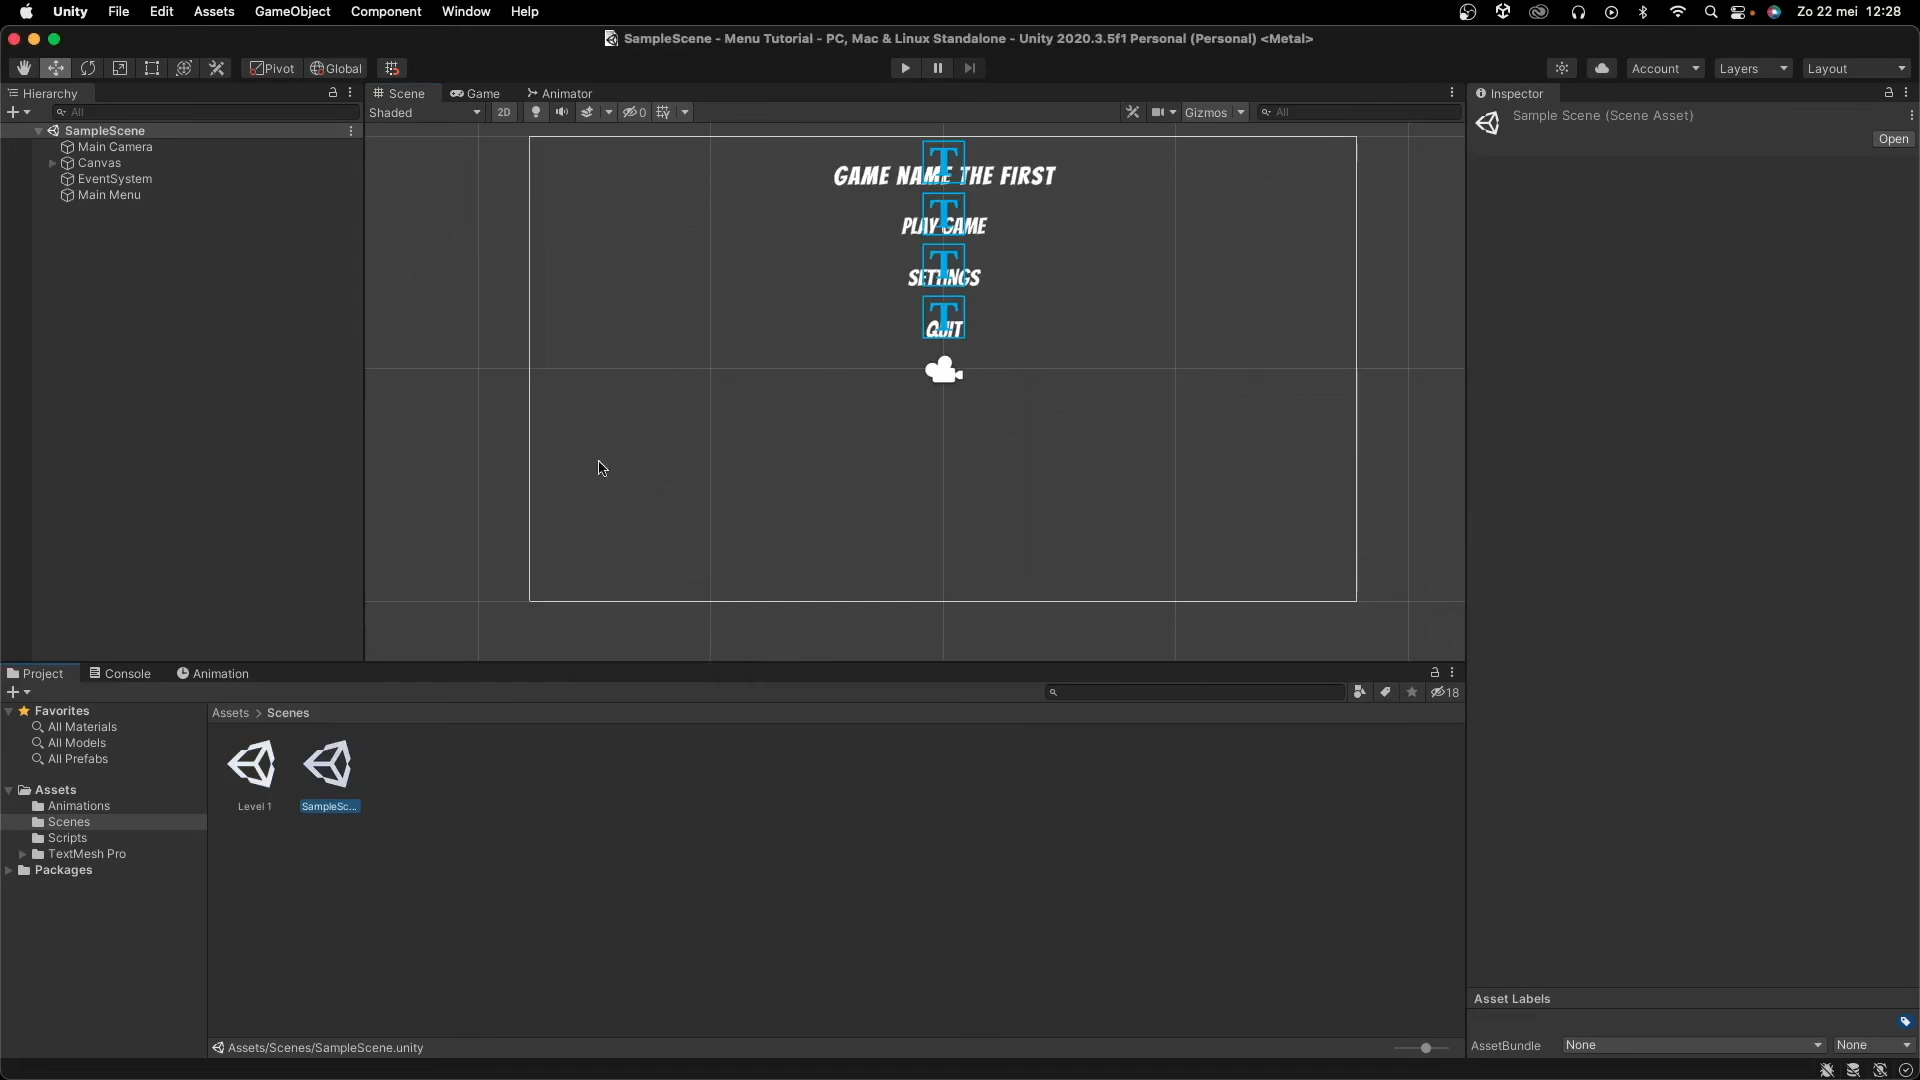 Unity File Edit Assets GameObject Component Window Help Zo 22 mei 12:28
SampleScene - Menu Tutorial - PC, Mac & Linux Standalone - Unity 2020.3.5f1 Personal (Personal) <Metal>
Pivot Global Account Layers Layout
Hierarchy Scene Game Animator Inspector
All Shaded 2D 0 Gizmos All
Sample Scene (Scene Asset)
Open
SampleScene
Main Camera
Canvas
EventSystem
Main Menu
GAME NAME THE FIRST
PLAY GAME
SETTINGS
QUIT
Project Console Animation
18
Favorites
All Materials
All Models
All Prefabs
Assets
Animations
Scenes
Scripts
TextMesh Pro
Packages
Assets > Scenes
Level 1 SampleSc...
Assets/Scenes/SampleScene.unity
Asset Labels
AssetBundle None None